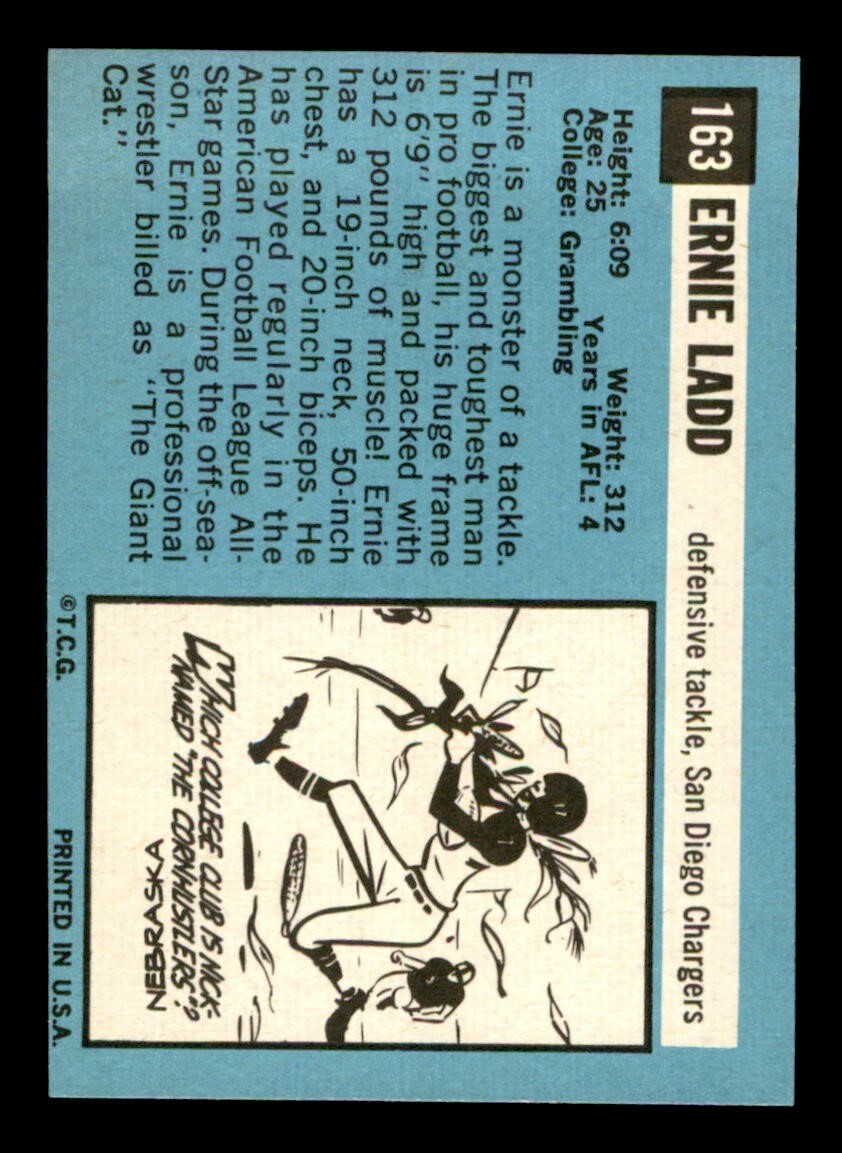 163 ERNIE LADD defensive tackle, San Diego Chargers
Height: 6:09 Weight: 312
Age: 25 Years in AFL: 4
College: Grambling
Ernie is a monster of a tackle.
The biggest and toughest man
in pro football, his huge frame
is 6'9" high and packed with
312 pounds of muscle! Ernie
has a 19-inch neck, 50-inch
chest, and 20-inch biceps. He
has played regularly in the
American Football League All-
Star games. During the off-sea-
son, Ernie is a professional
wrestler billed as "The Giant
Cat."
WHICH COLLEGE CLUB IS NICK-
NAMED "THE CORNHUSTLERS"?
NEBRASKA
©T.C.G. PRINTED IN U.S.A.